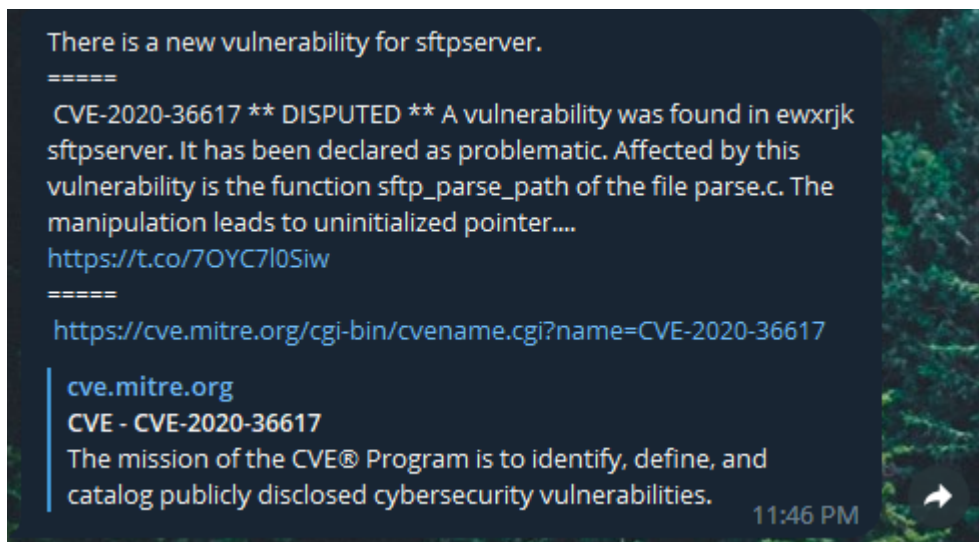 There is a new vulnerability for sftpserver.
=====
CVE-2020-36617 ** DISPUTED ** A vulnerability was found in ewxrjk
sftpserver. It has been declared as problematic. Affected by this
vulnerability is the function sftp_parse_path of the file parse.c. The
manipulation leads to uninitialized pointer....
https://t.co/7OYC7l0Siw
=====
https://cve.mitre.org/cgi-bin/cvename.cgi?name=CVE-2020-36617
cve.mitre.org
CVE - CVE-2020-36617
The mission of the CVE® Program is to identify, define, and
catalog publicly disclosed cybersecurity vulnerabilities.
11:46 PM